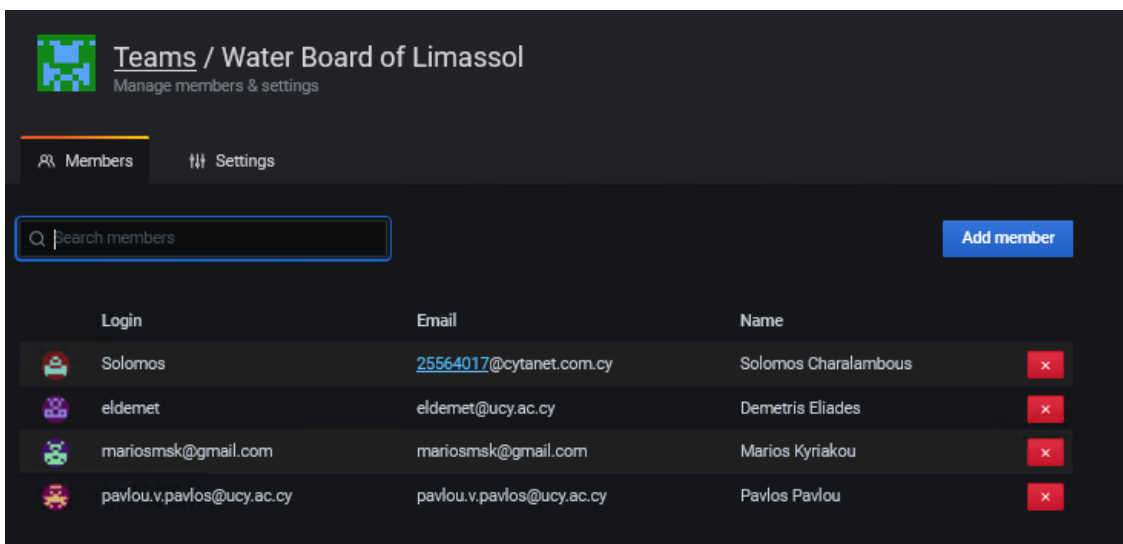 Teams / Water Board of Limassol
Manage members & settings
Members Settings
Search members Add member
Login Email Name
Solomos 25564017@cytanet.com.cy Solomos Charalambous ×
eldemet eldemet@ucy.ac.cy Demetris Eliades ×
mariosmsk@gmail.com mariosmsk@gmail.com Marios Kyriakou ×
pavlou.v.pavlos@ucy.ac.cy pavlou.v.pavlos@ucy.ac.cy Pavlos Pavlou ×